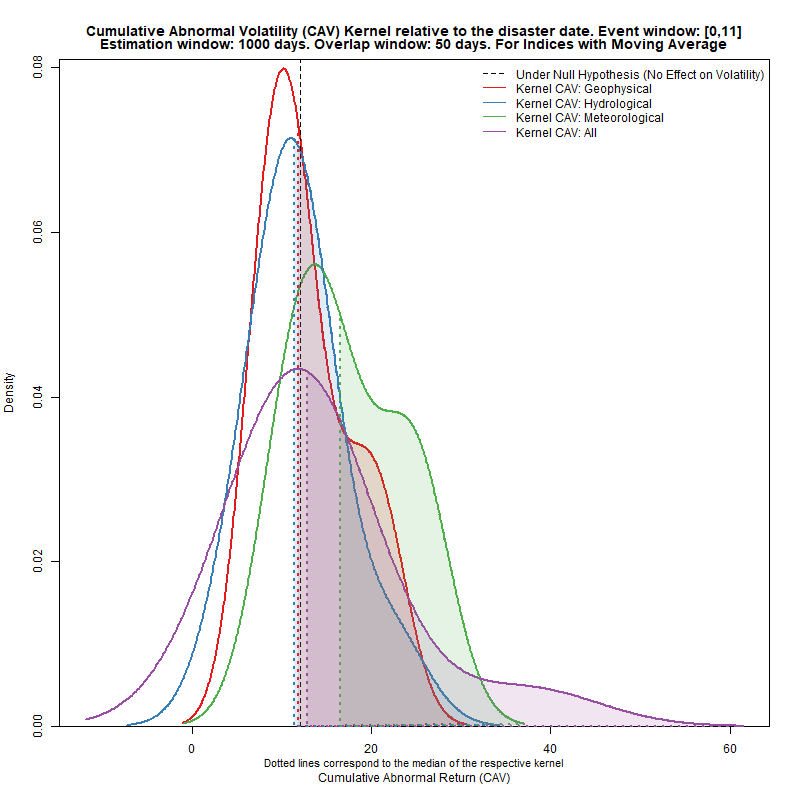 Cumulative Abnormal Volatility (CAV) Kernel relative to the disaster date. Event window: [0,11]
Estimation window: 1000 days. Overlap window: 50 days. For Indices with Moving Average
Under Null Hypothesis (No Effect on Volatility)
Kernel CAV: Geophysical
Kernel CAV: Hydrological
Kernel CAV: Meteorological
Kernel CAV: All
Density
0.08
0.06
0.04
0.02
0.00
0 20 40 60
Dotted lines correspond to the median of the respective kernel
Cumulative Abnormal Return (CAV)